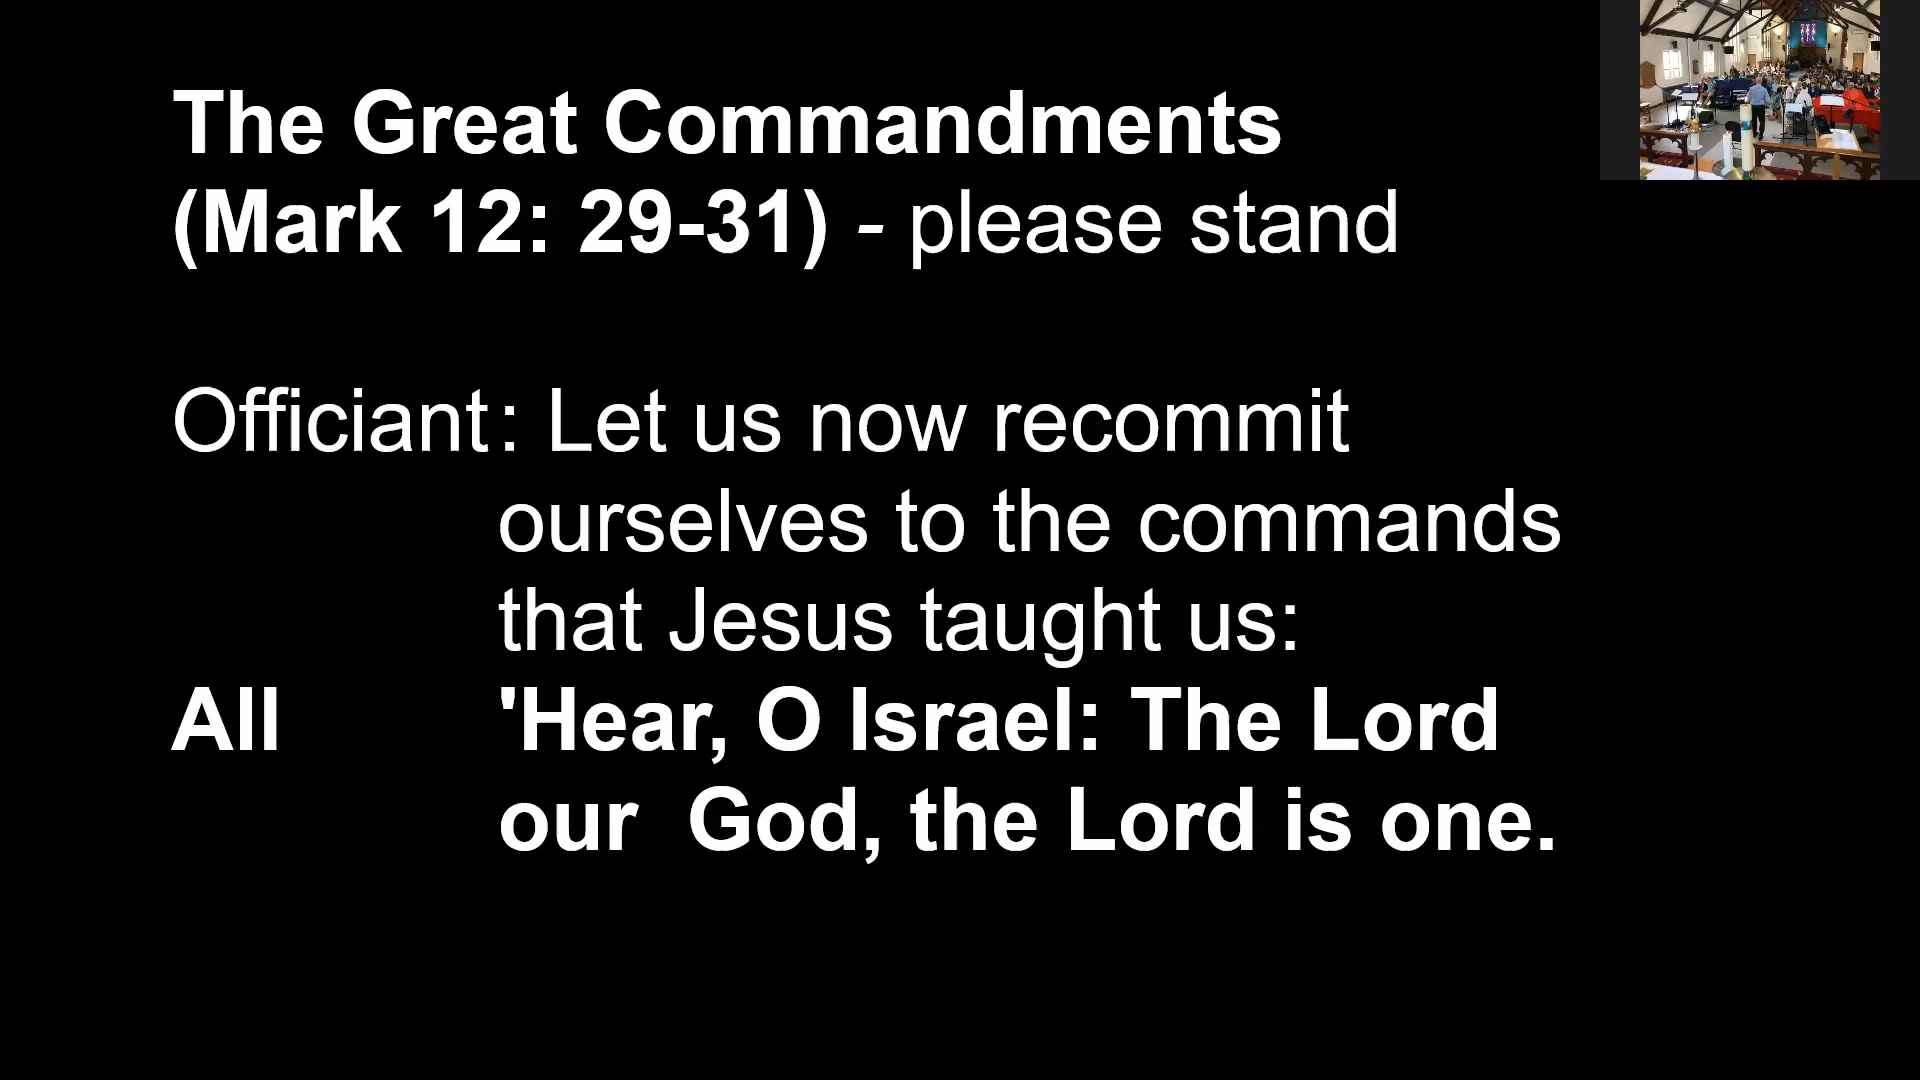 The Great Commandments
(Mark 12: 29-31) - please stand
Officiant: Let us now recommit
ourselves to the commands
that Jesus taught us:
All 'Hear, O Israel: The Lord
our God, the Lord is one.